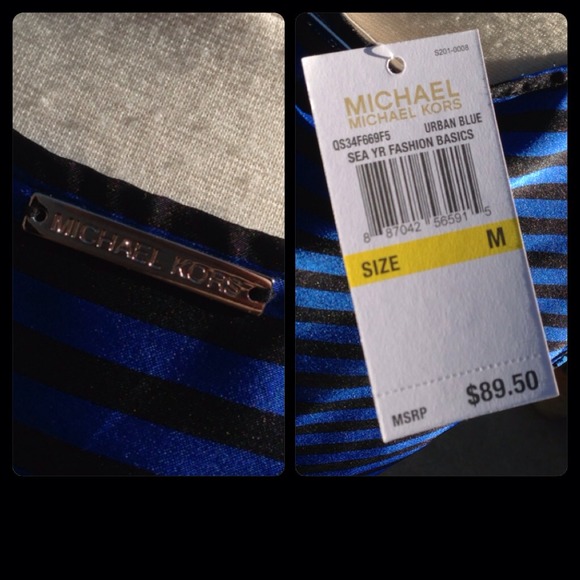 MICHAEL KORS
S201-0008
MICHAEL
MICHAEL KORS
QS34F669F5 URBAN BLUE
SEA YR FASHION BASICS
8 87042 56591 5
SIZE M
MSRP $89.50